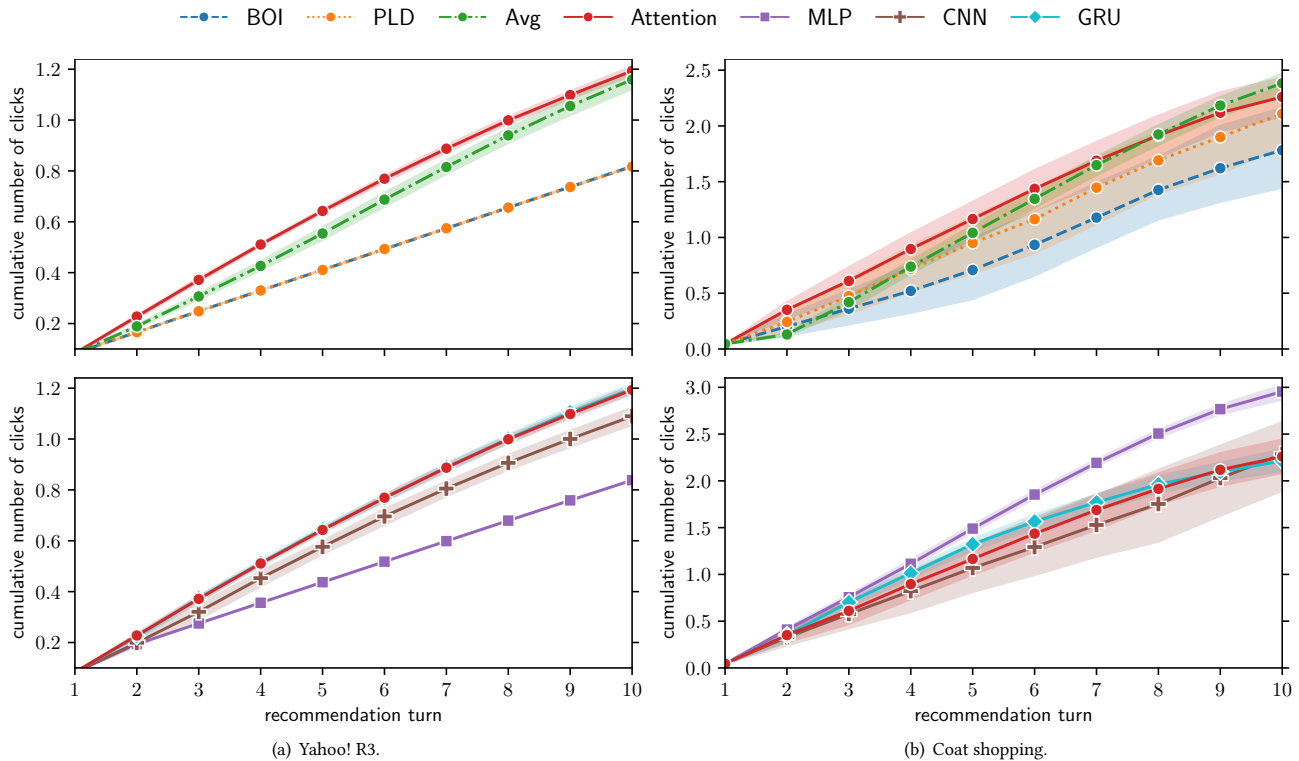 BOI PLD Avg Attention MLP CNN GRU
cumulative number of clicks
1.2
1.0
0.8
0.6
0.4
0.2
cumulative number of clicks
2.5
2.0
1.5
1.0
0.5
0.0
cumulative number of clicks
1.2
1.0
0.8
0.6
0.4
0.2
1 2 3 4 5 6 7 8 9 10
recommendation turn
(a) Yahoo! R3.
cumulative number of clicks
3.0
2.5
2.0
1.5
1.0
0.5
0.0
1 2 3 4 5 6 7 8 9 10
recommendation turn
(b) Coat shopping.